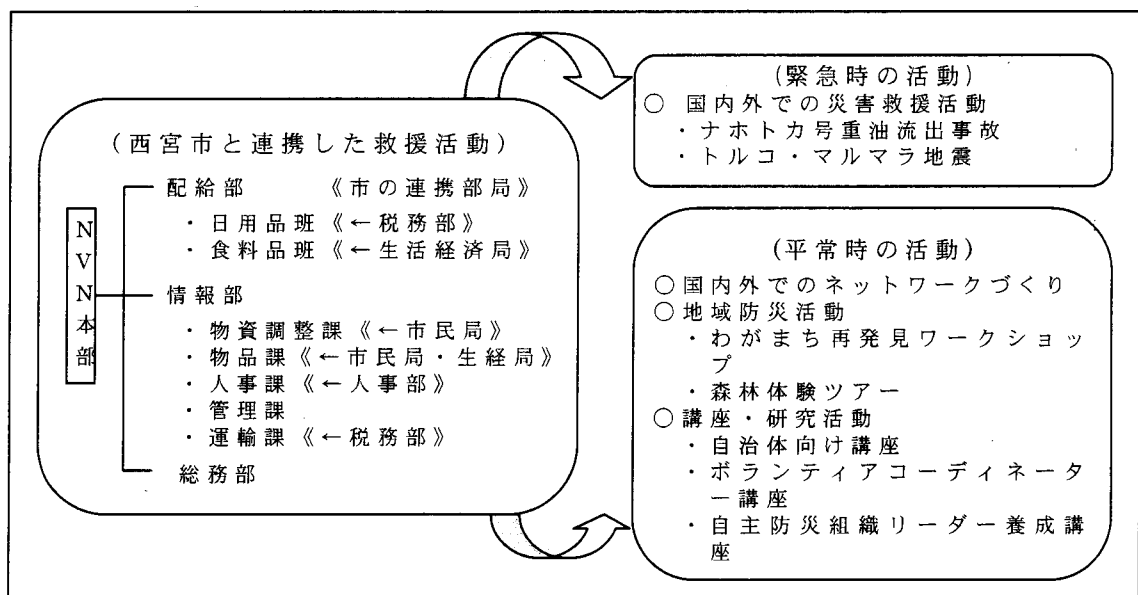 (西宮市と連携した救援活動)
NVN本部
配給部 《市の連携部局》
・日用品班《←税務部》
・食料品班《←生活経済局》
情報部
・物資調整課《←市民局》
・物品課《←市民局・生経局》
・人事課《←人事部》
・管理課
・運輸課《←税務部》
総務部
(緊急時の活動)
○ 国内外での災害救援活動
・ナホトカ号重油流出事故
・トルコ・マルマラ地震
(平常時の活動)
○国内外でのネットワークづくり
○地域防災活動
・わがまち再発見ワークショッ
プ
・森林体験ツアー
○講座・研究活動
・自治体向け講座
・ボランティアコーディネータ
ー講座
・自主防災組織リーダー養成講
座